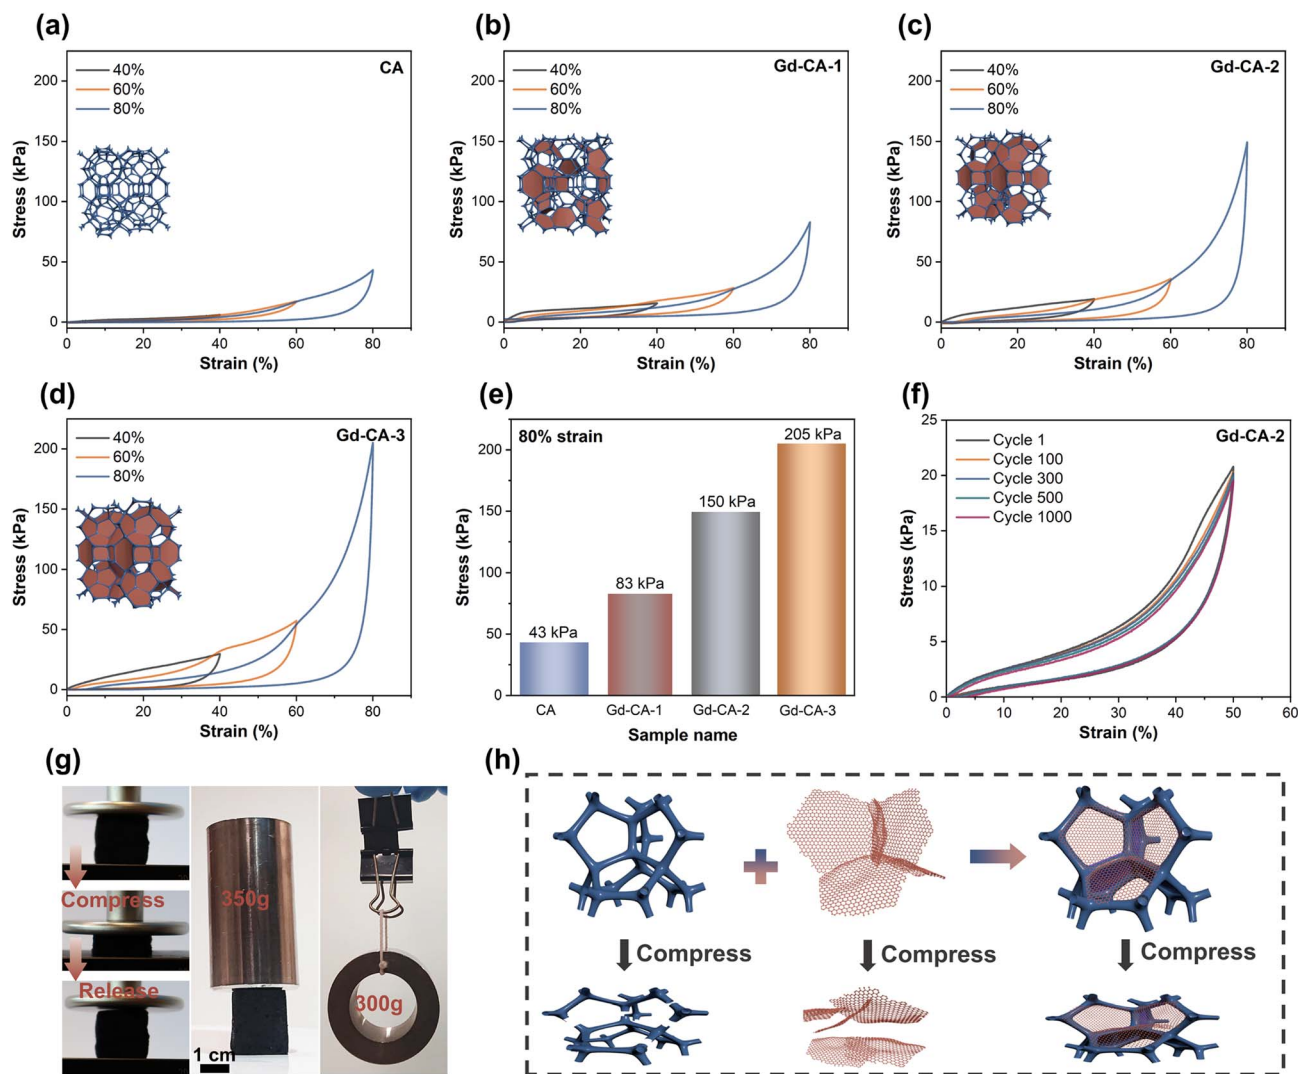 (a)
CA
40%
60%
80%
200
150
100
50
0
Stress (kPa)
0 20 40 60 80
Strain (%)
(b)
Gd-CA-1
40%
60%
80%
200
150
100
50
0
Stress (kPa)
0 20 40 60 80
Strain (%)
(c)
Gd-CA-2
40%
60%
80%
200
150
100
50
0
Stress (kPa)
0 20 40 60 80
Strain (%)
(d)
Gd-CA-3
40%
60%
80%
200
150
100
50
0
Stress (kPa)
0 20 40 60 80
Strain (%)
(e)
80% strain
205 kPa
150 kPa
83 kPa
43 kPa
200
150
100
50
0
Stress (kPa)
CA Gd-CA-1 Gd-CA-2 Gd-CA-3
Sample name
(f)
Gd-CA-2
Cycle 1
Cycle 100
Cycle 300
Cycle 500
Cycle 1000
25
20
15
10
5
0
Stress (kPa)
0 10 20 30 40 50 60
Strain (%)
(g)
Compress
Release
350g
1 cm
300g
(h)
Compress
Compress
Compress